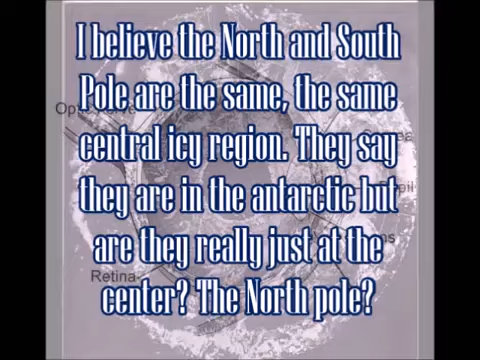 I believe the North and South
Pole are the same, the same
central icy region. They say
they are in the antarctic but
are they really just at the
center? The North pole?
Retina